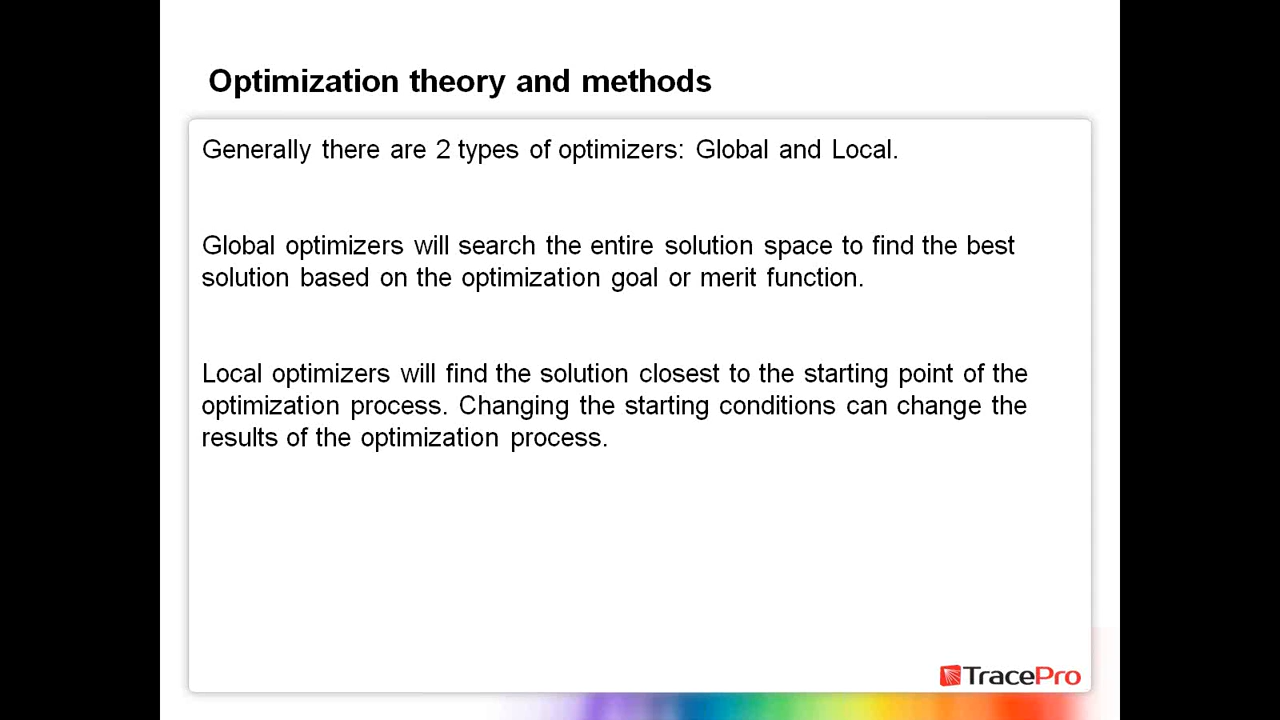 Optimization theory and methods
Generally there are 2 types of optimizers: Global and Local.
Global optimizers will search the entire solution space to find the best
solution based on the optimization goal or merit function.
Local optimizers will find the solution closest to the starting point of the
optimization process. Changing the starting conditions can change the
results of the optimization process.
TracePro